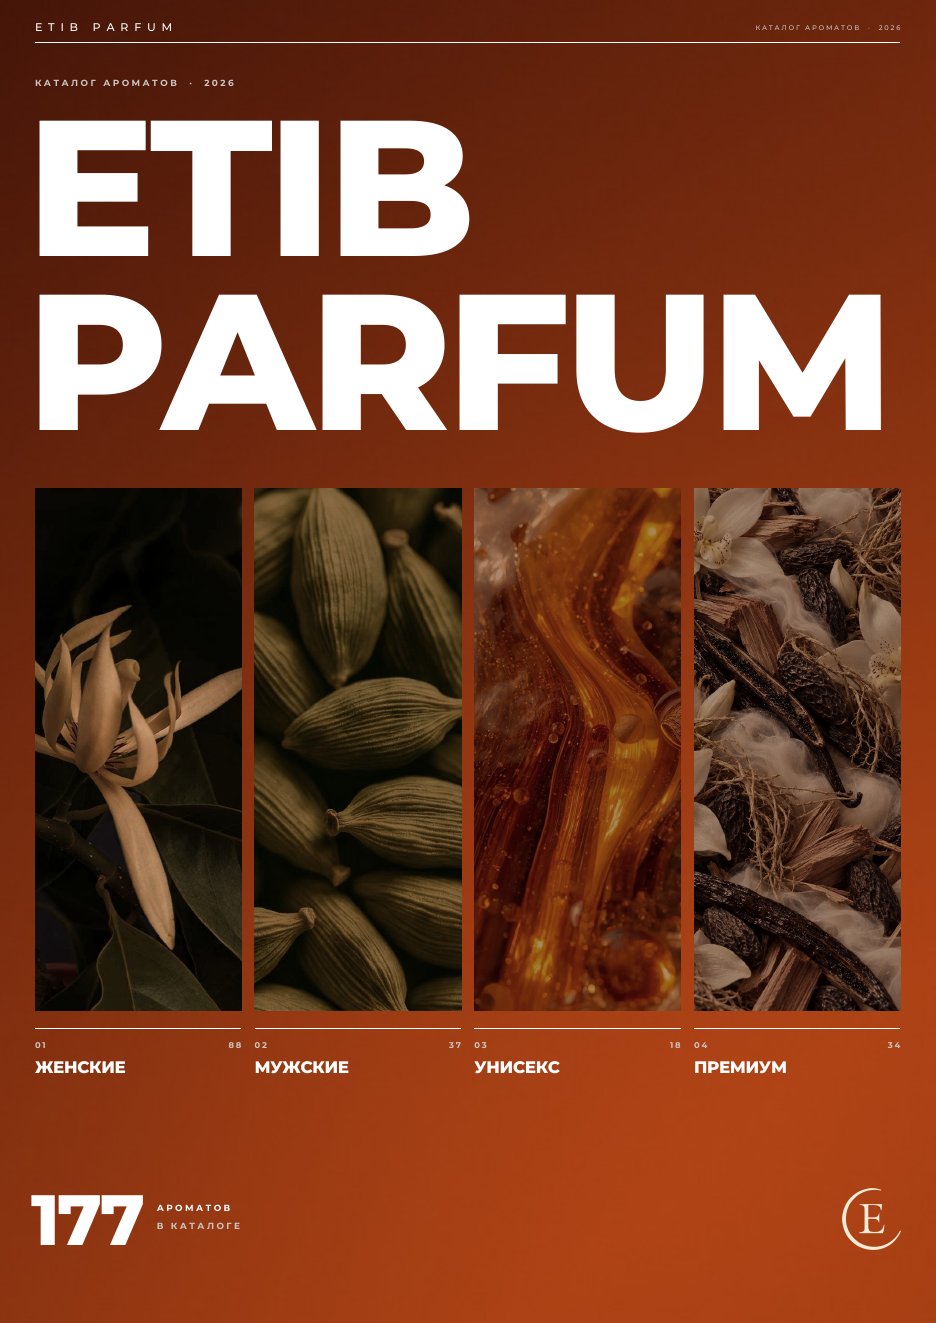 ETIB PARFUM
КАТАЛОГ АРОМАТОВ · 2026
КАТАЛОГ АРОМАТОВ · 2026
ETIB
PARFUM
01 88
ЖЕНСКИЕ
02 37
МУЖСКИЕ
03 18
УНИСЕКС
04 34
ПРЕМИУМ
177
АРОМАТОВ
В КАТАЛОГЕ
E